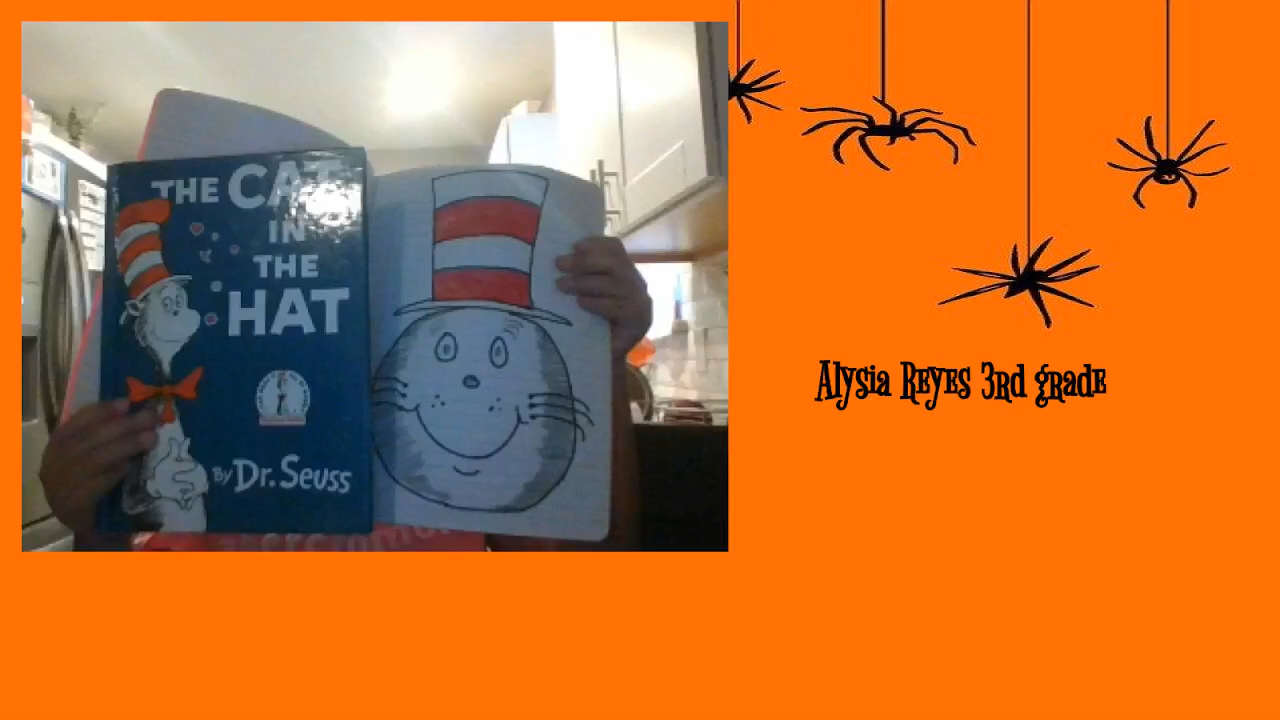 THE CAT
IN
THE
HAT
By Dr. Seuss
Alysia Reyes 3rd grade